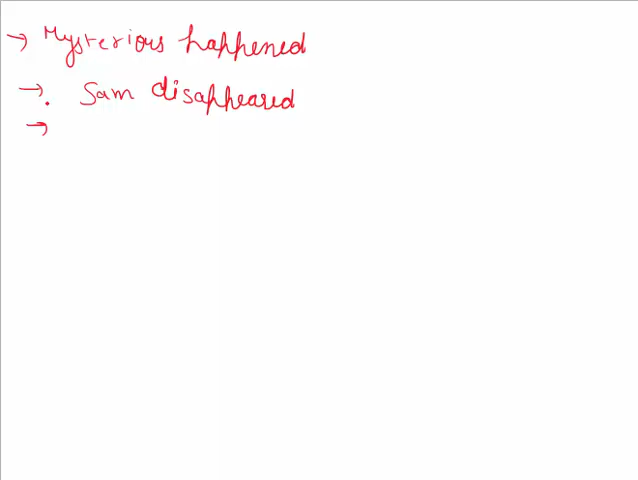 → Mysterious happened
→. Sam disappeared
→